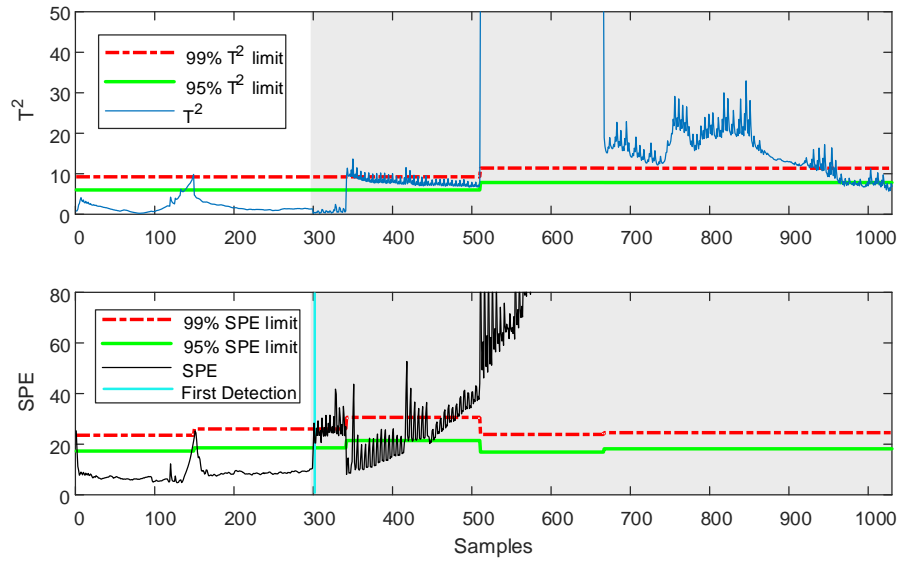 50
40
30
20
10
0
T²
99% T² limit
95% T² limit
T²
0 100 200 300 400 500 600 700 800 900 1000
80
60
40
20
0
SPE
99% SPE limit
95% SPE limit
SPE
First Detection
0 100 200 300 400 500 600 700 800 900 1000
Samples